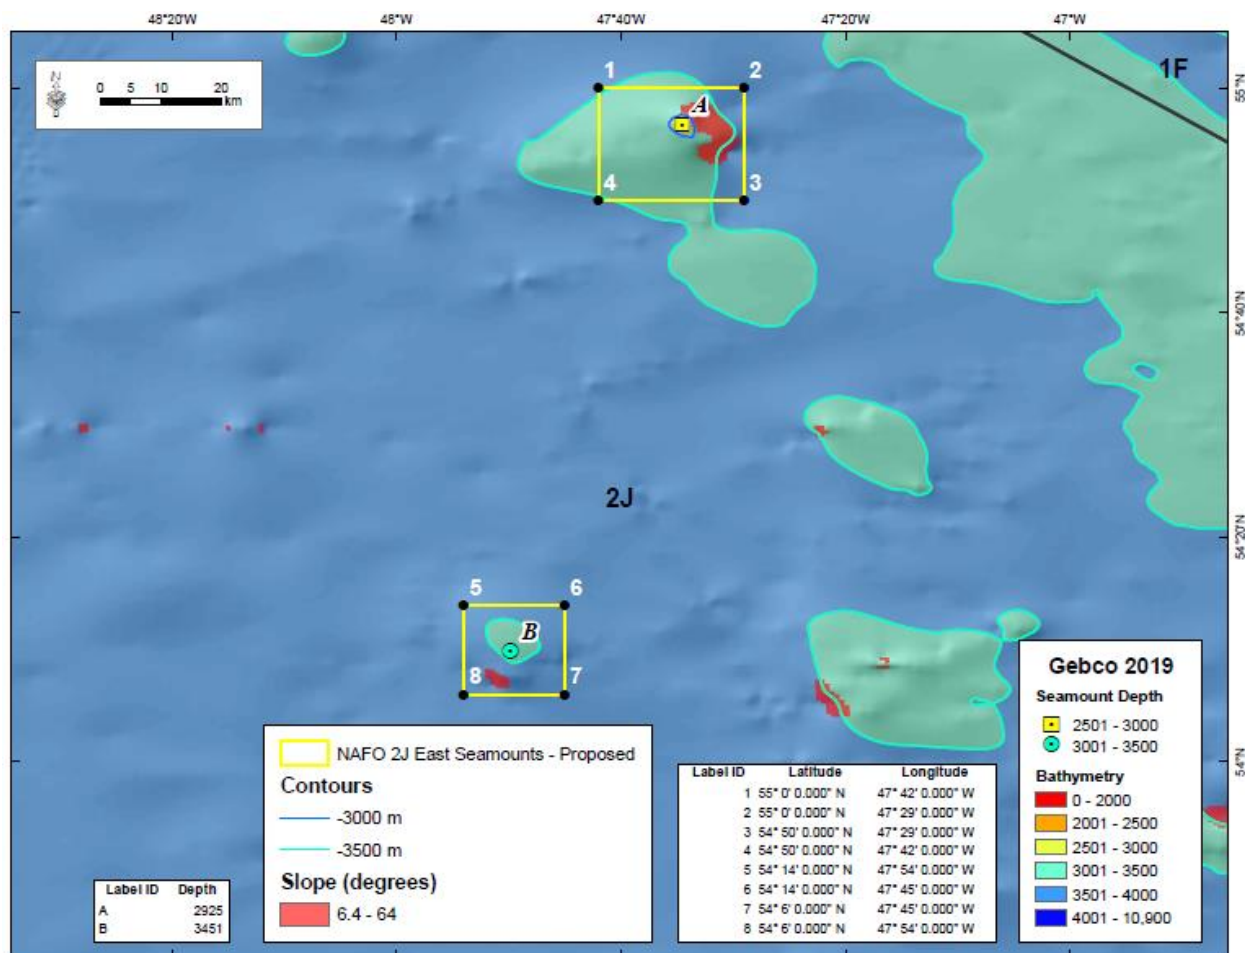 48°20'W 48°W 47°40'W 47°20'W 47°W
N
0 5 10 20
km
1 2
1F
A
55°N
4 3
54°40'N
2J
54°20'N
5 6
B
8 7
54°N
NAFO 2J East Seamounts - Proposed
Contours
-3000 m
-3500 m
Slope (degrees)
6.4 - 64
Label ID Depth
A 2925
B 3451
Label ID Latitude Longitude
1 55° 0' 0.000" N 47° 42' 0.000" W
2 55° 0' 0.000" N 47° 29' 0.000" W
3 54° 50' 0.000" N 47° 29' 0.000" W
4 54° 50' 0.000" N 47° 42' 0.000" W
5 54° 14' 0.000" N 47° 54' 0.000" W
6 54° 14' 0.000" N 47° 45' 0.000" W
7 54° 6' 0.000" N 47° 45' 0.000" W
8 54° 6' 0.000" N 47° 54' 0.000" W
Gebco 2019
Seamount Depth
2501 - 3000
3001 - 3500
Bathymetry
0 - 2000
2001 - 2500
2501 - 3000
3001 - 3500
3501 - 4000
4001 - 10,900